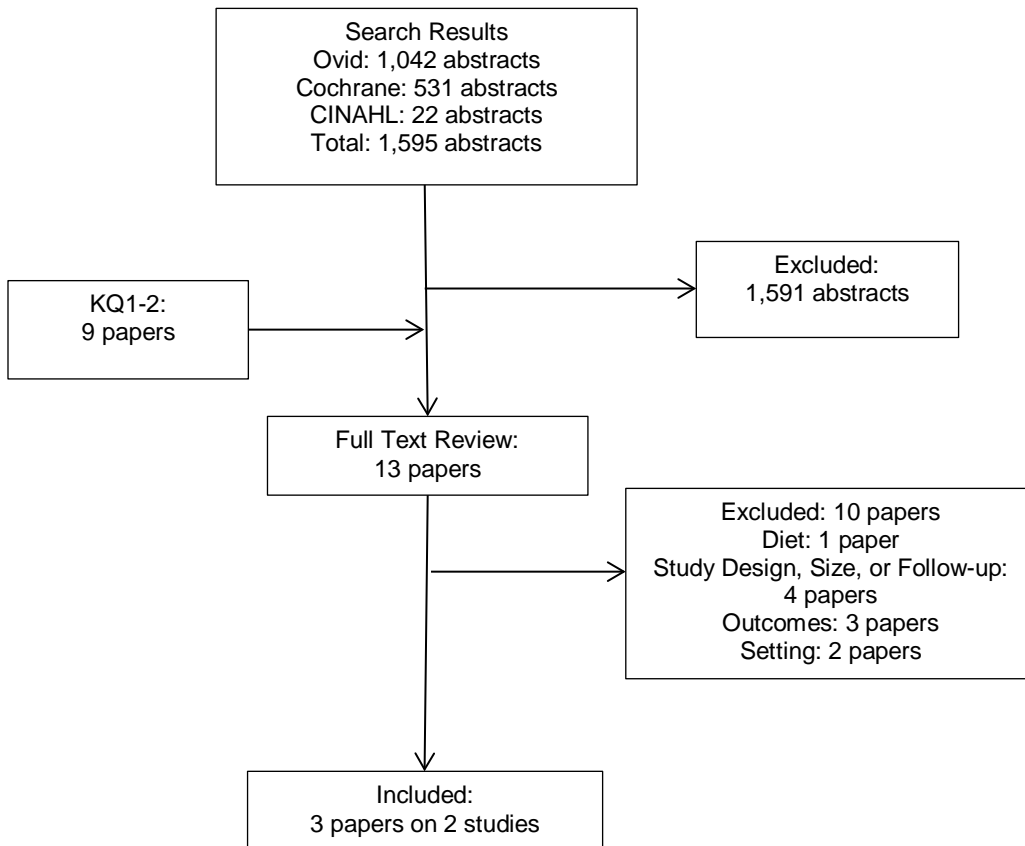 Search Results
Ovid: 1,042 abstracts
Cochrane: 531 abstracts
CINAHL: 22 abstracts
Total: 1,595 abstracts
Excluded:
1,591 abstracts
KQ1-2:
9 papers
Full Text Review:
13 papers
Excluded: 10 papers
Diet: 1 paper
Study Design, Size, or Follow-up:
4 papers
Outcomes: 3 papers
Setting: 2 papers
Included:
3 papers on 2 studies